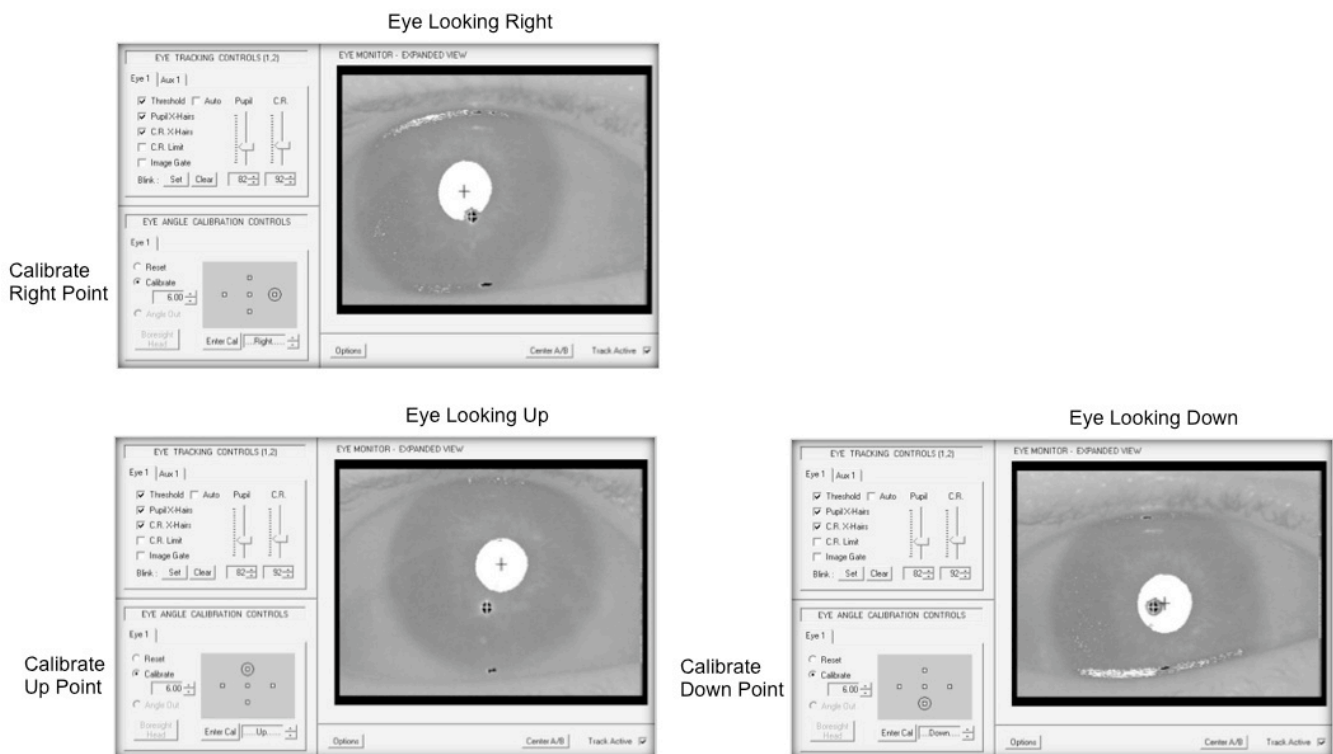 Eye Looking Right
EYE TRACKING CONTROLS (1,2)
EYE MONITOR - EXPANDED VIEW
Eye 1 Aux 1
Threshold Auto Pupil C.R.
Pupil X-Hairs
C.R. X-Hairs
C.R. Limit
Image Gate
Blink : Set Clear 82 92
EYE ANGLE CALIBRATION CONTROLS
Eye 1
Calibrate
Right Point
Reset
Calibrate
6.00
Angle Out
Boresight
Head
Enter Cal ...Right.....
Options Center A/B Track Active
Eye Looking Up
EYE TRACKING CONTROLS (1,2)
EYE MONITOR - EXPANDED VIEW
Eye 1 Aux 1
Threshold Auto Pupil C.R.
Pupil X-Hairs
C.R. X-Hairs
C.R. Limit
Image Gate
Blink : Set Clear 82 92
EYE ANGLE CALIBRATION CONTROLS
Eye 1
Calibrate
Up Point
Reset
Calibrate
6.00
Angle Out
Boresight
Head
Enter Cal ...Up.....
Options Center A/B Track Active
Eye Looking Down
EYE TRACKING CONTROLS (1,2)
EYE MONITOR - EXPANDED VIEW
Eye 1 Aux 1
Threshold Auto Pupil C.R.
Pupil X-Hairs
C.R. X-Hairs
C.R. Limit
Image Gate
Blink : Set Clear 82 92
EYE ANGLE CALIBRATION CONTROLS
Eye 1
Calibrate
Down Point
Reset
Calibrate
6.00
Angle Out
Boresight
Head
Enter Cal ...Down.....
Options Center A/B Track Active